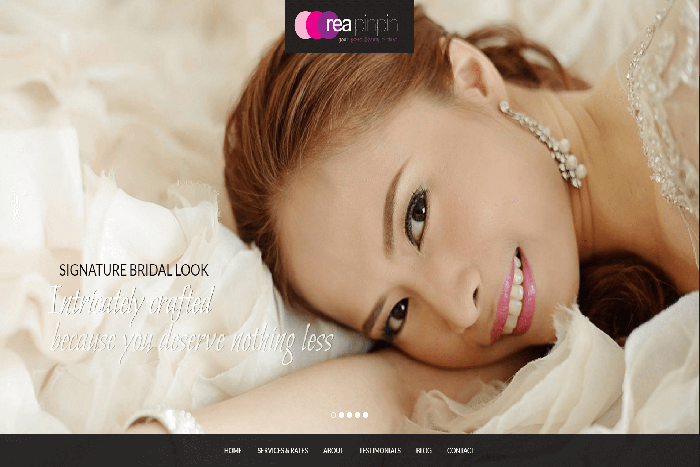 rea pinpin
SIGNATURE BRIDAL LOOK
Intricately crafted
because you deserve nothing less
HOME SERVICES & RATES ABOUT TESTIMONIALS BLOG CONTACT